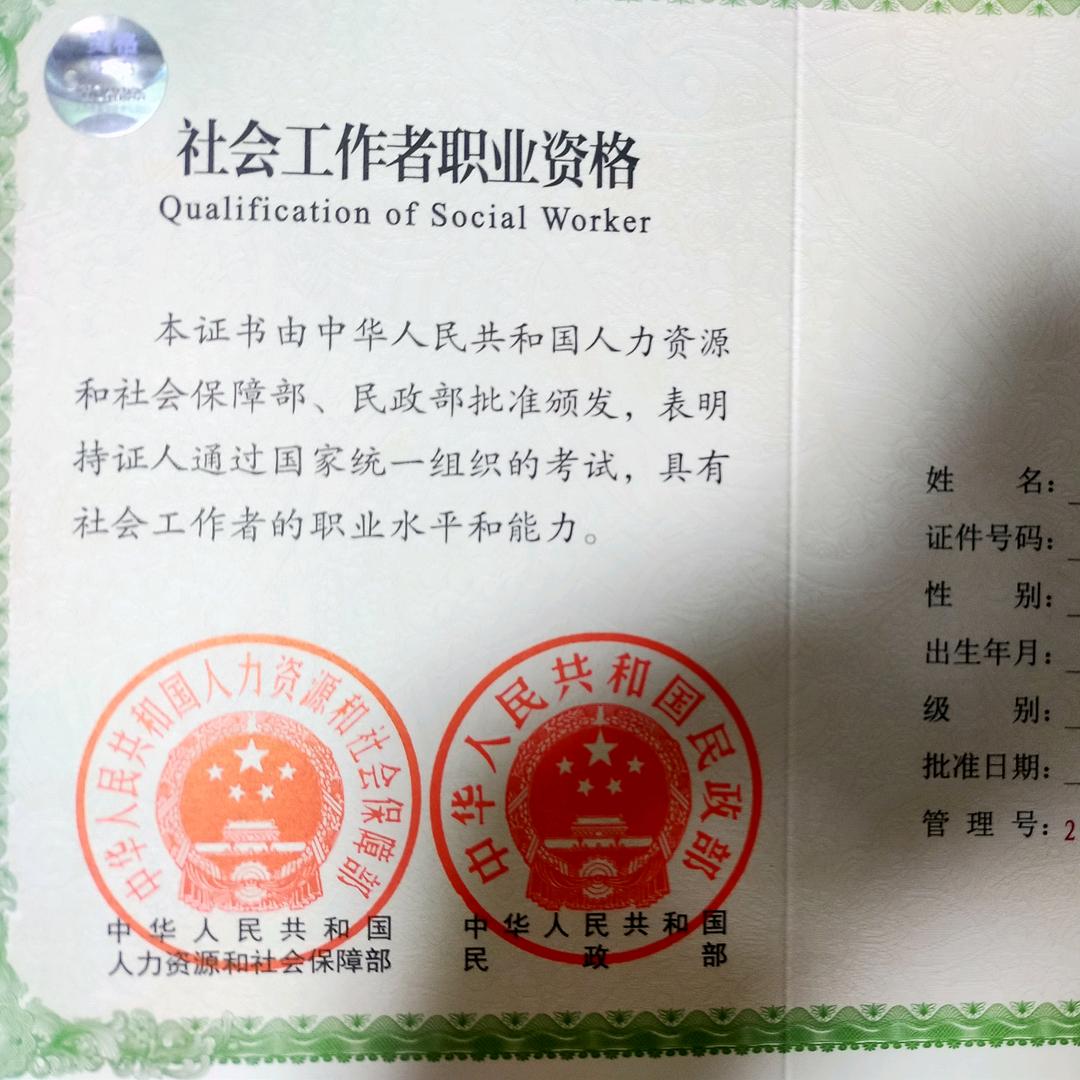 资格
社会工作者职业资格
Qualification of Social Worker
本证书由中华人民共和国人力资源
和社会保障部、民政部批准颁发，表明
持证人通过国家统一组织的考试，具有
社会工作者的职业水平和能力。
中华人民共和国人力资源和社会保障部
中华人民共和国民政部
中华人民共和国
人力资源和社会保障部
中华人民共和国
民政部
姓名：
证件号码：
性别：
出生年月：
级别：
批准日期：
管理号：2